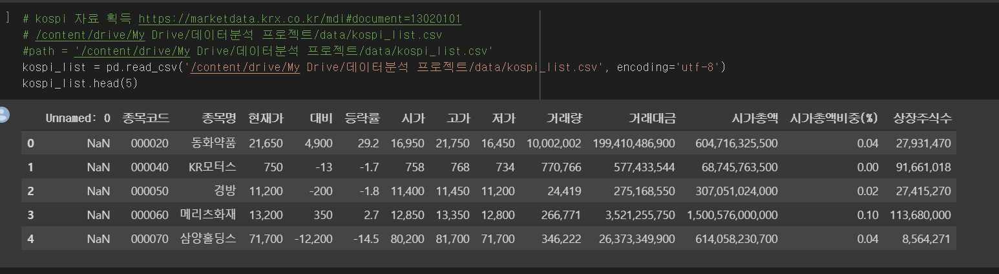 ] # kospi 자료 획득 https://marketdata.krx.co.kr/mdi#document=13020101
# /content/drive/My Drive/데이터분석 프로젝트/data/kospi_list.csv
#path = '/content/drive/My Drive/데이터분석 프로젝트/data/kospi_list.csv'
kospi_list = pd.read_csv('/content/drive/My Drive/데이터분석 프로젝트/data/kospi_list.csv', encoding='utf-8')
kospi_list.head(5)
Unnamed: 0 종목코드 종목명 현재가 대비 등락률 시가 고가 저가 거래량 거래대금 시가총액 시가총액비중(%) 상장주식수
0 NaN 000020 동화약품 21,650 4,900 29.2 16,950 21,750 16,450 10,002,002 199,410,486,900 604,716,325,500 0.04 27,931,470
1 NaN 000040 KR모터스 750 -13 -1.7 758 768 734 770,766 577,433,544 68,745,763,500 0.00 91,661,018
2 NaN 000050 경방 11,200 -200 -1.8 11,400 11,450 11,200 24,419 275,168,550 307,051,024,000 0.02 27,415,270
3 NaN 000060 메리츠화재 13,200 350 2.7 12,850 13,350 12,800 266,771 3,521,255,750 1,500,576,000,000 0.10 113,680,000
4 NaN 000070 삼양홀딩스 71,700 -12,200 -14.5 80,200 81,700 71,700 346,222 26,373,349,900 614,058,230,700 0.04 8,564,271